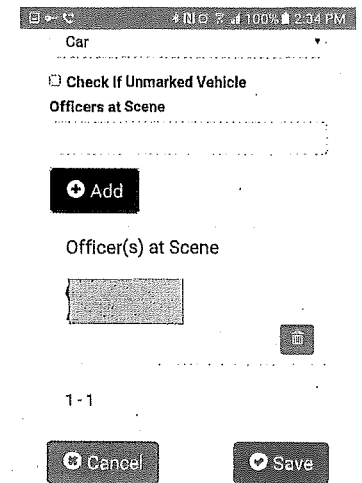 100% 2:04 PM
Car
Check If Unmarked Vehicle
Officers at Scene
Add
Officer(s) at Scene
1 - 1
Cancel
Save